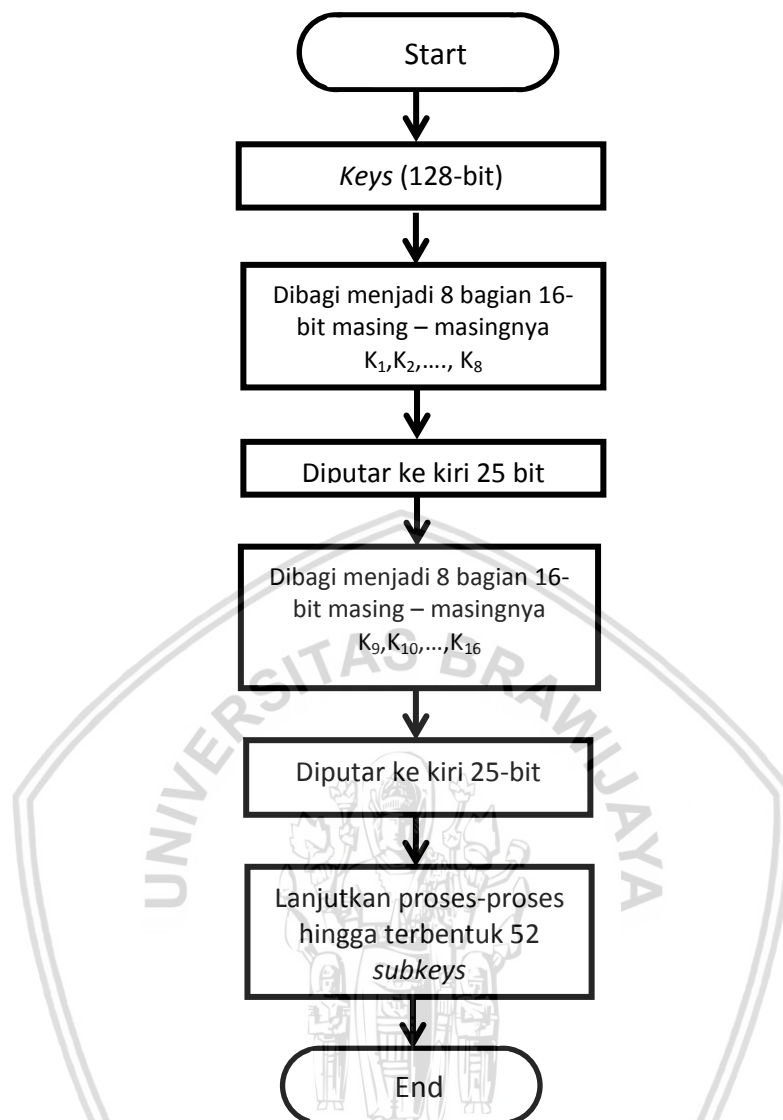 Start
Keys (128-bit)
Dibagi menjadi 8 bagian 16-
bit masing – masingnya
K₁,K₂,...., K₈
Diputar ke kiri 25 bit
Dibagi menjadi 8 bagian 16-
bit masing – masingnya
K₉,K₁₀,...,K₁₆
UNIVERSITAS BRAWIJAYA
Diputar ke kiri 25-bit
Lanjutkan proses-proses
hingga terbentuk 52
subkeys
End